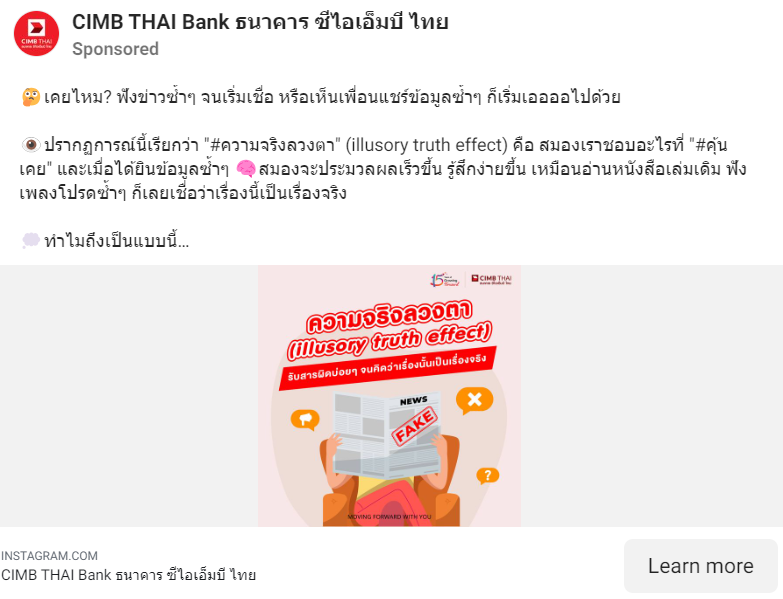 CIMB THAI Bank ธนาคาร ซีไอเอ็มบี ไทย
Sponsored
🤔 เคยไหม? ฟังข่าวซ้ำๆ จนเริ่มเชื่อ หรือเห็นเพื่อนแชร์ข้อมูลซ้ำๆ ก็เริ่มเออออไปด้วย
👁️ ปรากฏการณ์นี้เรียกว่า "#ความจริงลวงตา" (illusory truth effect) คือ สมองเราชอบอะไรที่ "#คุ้น
เคย" และเมื่อได้ยินข้อมูลซ้ำๆ 🧠 สมองจะประมวลผลเร็วขึ้น รู้สึกง่ายขึ้น เหมือนอ่านหนังสือเล่มเดิม ฟัง
เพลงโปรดซ้ำๆ ก็เลยเชื่อว่าเรื่องนี้เป็นเรื่องจริง
💭 ทำไมถึงเป็นแบบนี้...
CIMB THAI
ความจริงลวงตา
(illusory truth effect)
รับสารผิดบ่อยๆ จนคิดว่าเรื่องนั้นเป็นเรื่องจริง
NEWS
FAKE
?
MOVING FORWARD WITH YOU
INSTAGRAM.COM
CIMB THAI Bank ธนาคาร ซีไอเอ็มบี ไทย
Learn more